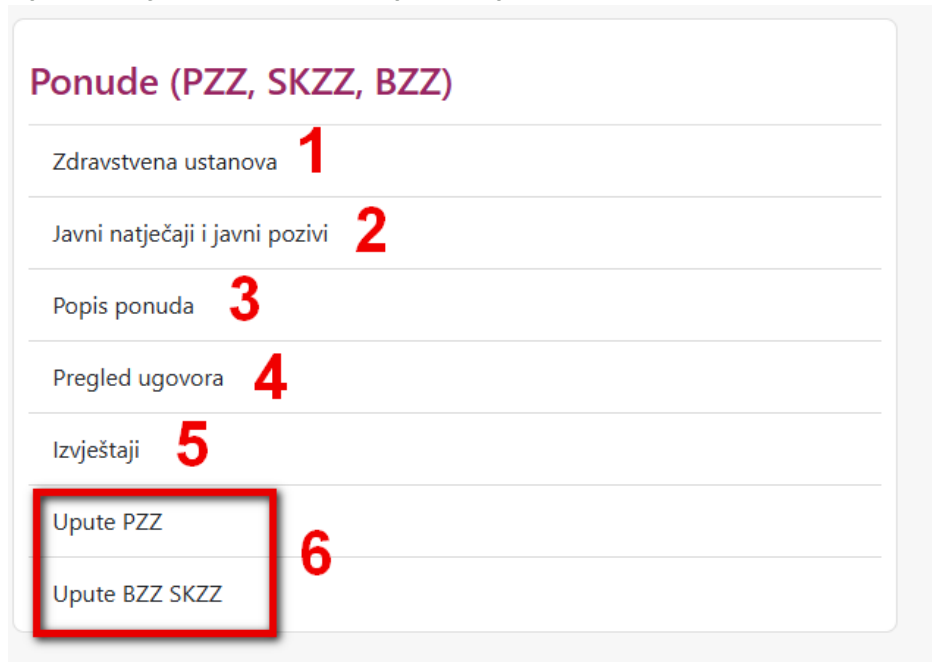 Ponude (PZZ, SKZZ, BZZ)
Zdravstvena ustanova 1
Javni natječaji i javni pozivi 2
Popis ponuda 3
Pregled ugovora 4
Izvještaji 5
Upute PZZ
6
Upute BZZ SKZZ